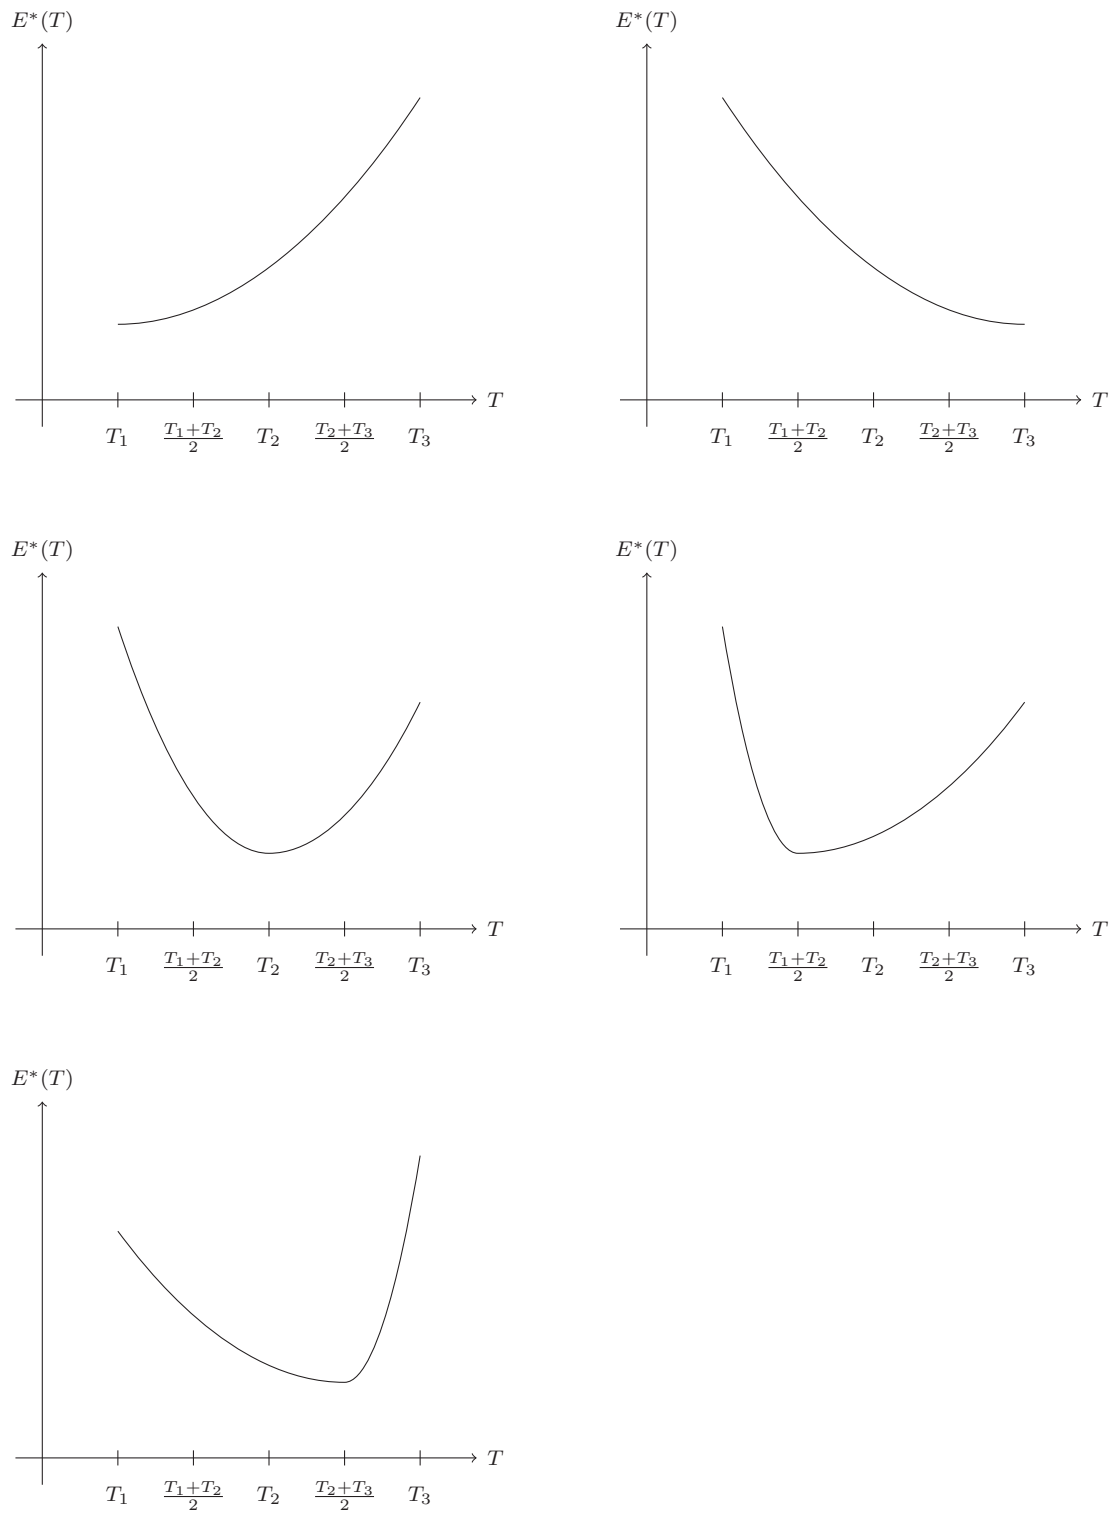 E*(T) E*(T)
T T
T₁ (T₁+T₂)/2 T₂ (T₂+T₃)/2 T₃ T₁ (T₁+T₂)/2 T₂ (T₂+T₃)/2 T₃
E*(T) E*(T)
T T
T₁ (T₁+T₂)/2 T₂ (T₂+T₃)/2 T₃ T₁ (T₁+T₂)/2 T₂ (T₂+T₃)/2 T₃
E*(T)
T
T₁ (T₁+T₂)/2 T₂ (T₂+T₃)/2 T₃